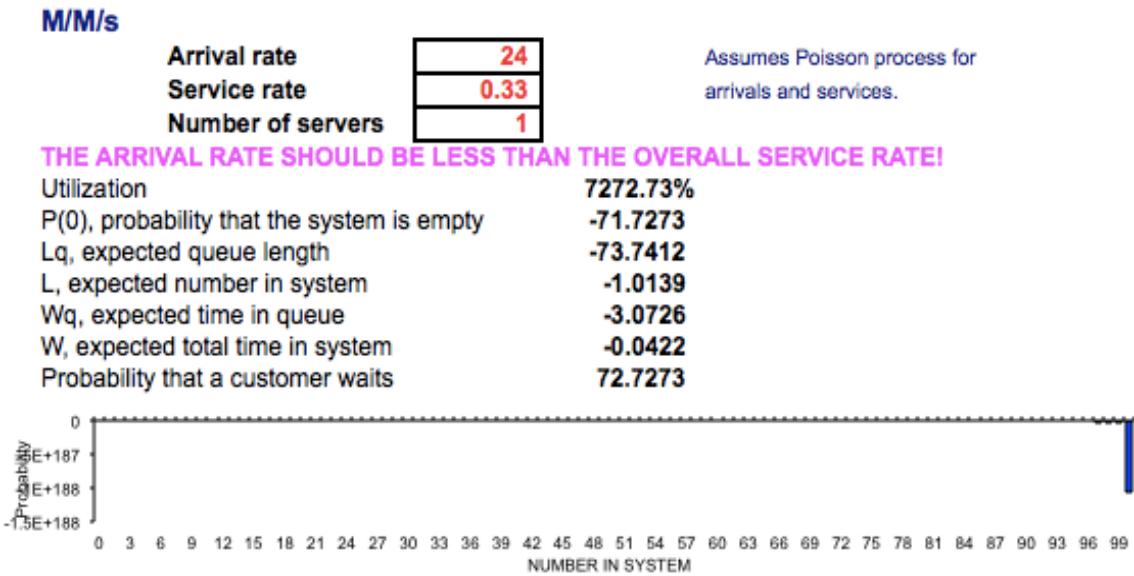 M/M/s
Arrival rate 24 Assumes Poisson process for
Service rate 0.33 arrivals and services.
Number of servers 1
THE ARRIVAL RATE SHOULD BE LESS THAN THE OVERALL SERVICE RATE!
Utilization 7272.73%
P(0), probability that the system is empty -71.7273
Lq, expected queue length -73.7412
L, expected number in system -1.0139
Wq, expected time in queue -3.0726
W, expected total time in system -0.0422
Probability that a customer waits 72.7273
Probability
0
5E+187
-1E+188
-1.5E+188
0 3 6 9 12 15 18 21 24 27 30 33 36 39 42 45 48 51 54 57 60 63 66 69 72 75 78 81 84 87 90 93 96 99
NUMBER IN SYSTEM